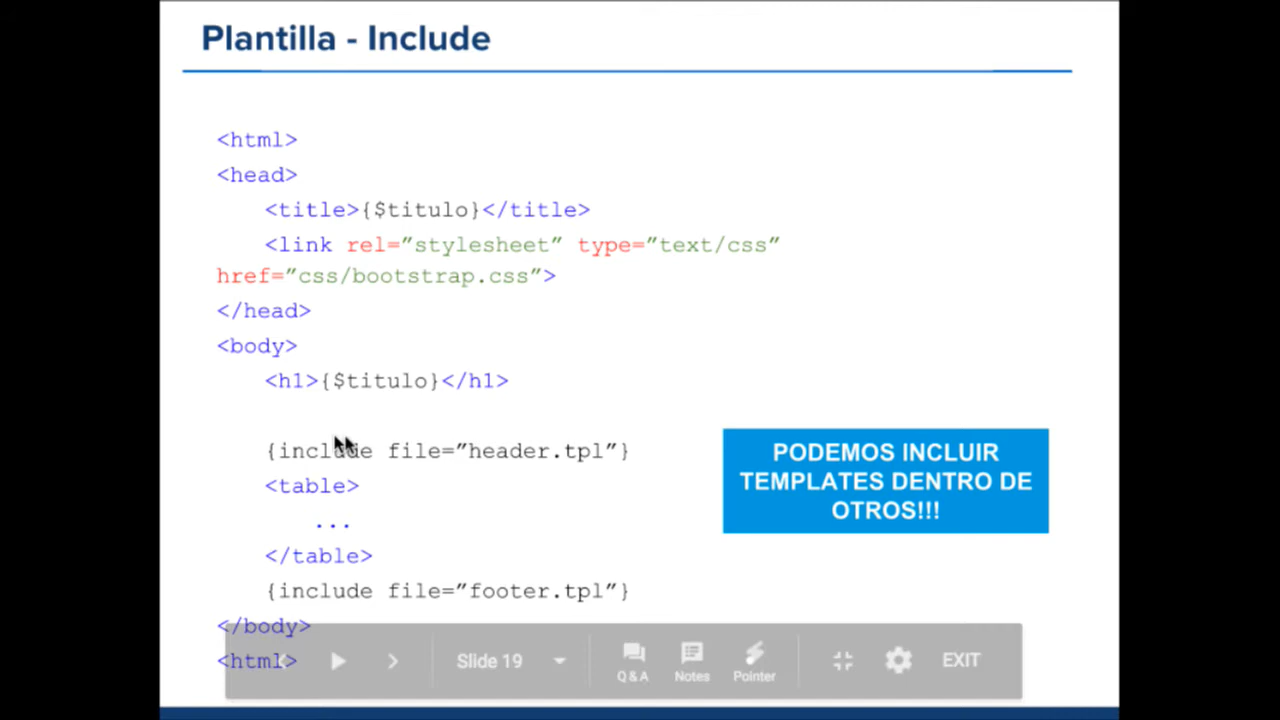 Plantilla - Include
<html>
<head>
<title>{$titulo}</title>
<link rel=”stylesheet” type=”text/css”
href=”css/bootstrap.css”>
</head>
<body>
<h1>{$titulo}</h1>
{include file=”header.tpl”}
<table>
...
</table>
{include file=”footer.tpl”}
</body>
<html>
PODEMOS INCLUIR
TEMPLATES DENTRO DE
OTROS!!!
Slide 19
Q & A
Notes
Pointer
EXIT